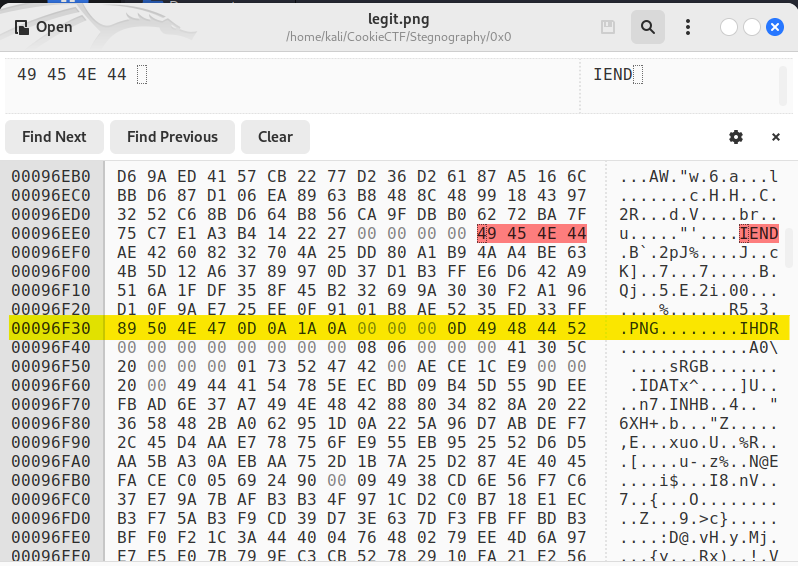 Open
legit.png
/home/kali/CookieCTF/Stegnography/0x0
49 45 4E 44 IEND
Find Next Find Previous Clear
00096EB0 D6 9A ED 41 57 CB 22 77 D2 36 D2 61 87 A5 16 6C ...AW."w.6.a...l
00096EC0 BB D6 87 D1 06 EA 89 63 B8 48 8C 48 99 18 43 97 .......c.H.H..C.
00096ED0 32 52 C6 8B D6 64 B8 56 CA 9F DB B0 62 72 BA 7F 2R...d.V....br..
00096EE0 75 C7 E1 A3 B4 14 22 27 00 00 00 00 49 45 4E 44 u....."'....IEND
00096EF0 AE 42 60 82 32 70 4A 25 DD 80 A1 B9 4A A4 BE 63 .B`.2pJ%....J..c
00096F00 4B 5D 12 A6 37 89 97 0D 37 D1 B3 FF E6 D6 42 A9 K]..7...7.....B.
00096F10 51 6A 1F DF 35 8F 45 B2 32 69 9A 30 30 F2 A1 96 Qj..5.E.2i.00...
00096F20 D1 0F 9A E7 25 EE 0F 91 01 B8 AE 52 35 ED 33 FF ....%......R5.3.
00096F30 89 50 4E 47 0D 0A 1A 0A 00 00 00 0D 49 48 44 52 .PNG........IHDR
00096F40 00 00 00 00 00 00 00 00 08 06 00 00 00 41 30 5C .............A0\
00096F50 20 00 00 00 01 73 52 47 42 00 AE CE 1C E9 00 00 ....sRGB.......
00096F60 20 00 49 44 41 54 78 5E EC BD 09 B4 5D 55 9D EE .IDATx^....]U..
00096F70 FB AD 6E 37 A7 49 4E 48 42 88 80 34 82 8A 20 22 ..n7.INHB..4.. "
00096F80 36 58 48 2B A0 62 95 1D 0A 22 5A 96 D7 AB DE F7 6XH+.b..."Z.....
00096F90 2C 45 D4 AA E7 78 75 6F E9 55 EB 95 25 52 D6 D5 ,E...xuo.U..%R..
00096FA0 AA 5B A3 0A EB AA 75 2D 1B 7A 25 D2 87 4E 40 45 .[....u-.z%..N@E
00096FB0 FA CE C0 05 69 24 90 00 09 49 38 CD 6E 56 F7 C6 ....i$...I8.nV..
00096FC0 37 E7 9A 7B AF B3 B3 4F 97 1C D2 C0 B7 18 E1 EC 7..{...O........
00096FD0 B3 F7 5A B3 F9 CD 39 D7 3E 63 7D F3 FB FF BD B3 ..Z...9.>c}.....
00096FE0 BF F0 F2 1C 3A 44 40 04 76 48 02 79 EE 4D 6A 97 ....:D@.vH.y.Mj.
00096FF0 E7 E5 E0 7B 79 9E C3 CB 52 78 29 10 FA 21 E2 56 ...{y...Rx)..!.V